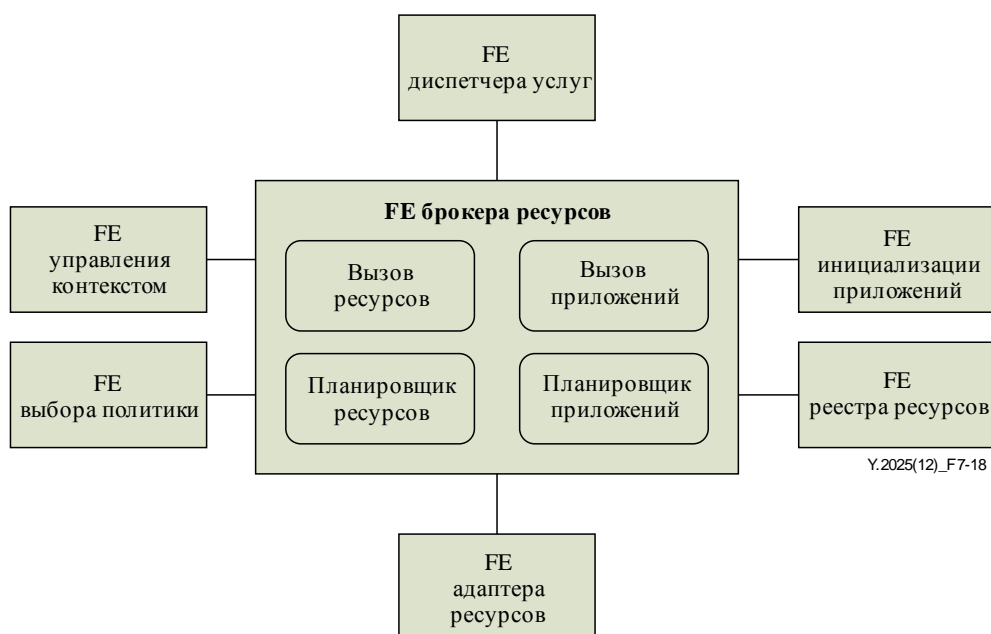 FE
диспетчера услуг
FE брокера ресурсов
FE
управления
контекстом
Вызов
ресурсов
Вызов
приложений
FE
инициализации
приложений
FE
выбора политики
Планировщик
ресурсов
Планировщик
приложений
FE
реестра ресурсов
Y.2025(12)_F7-18
FE
адаптера
ресурсов